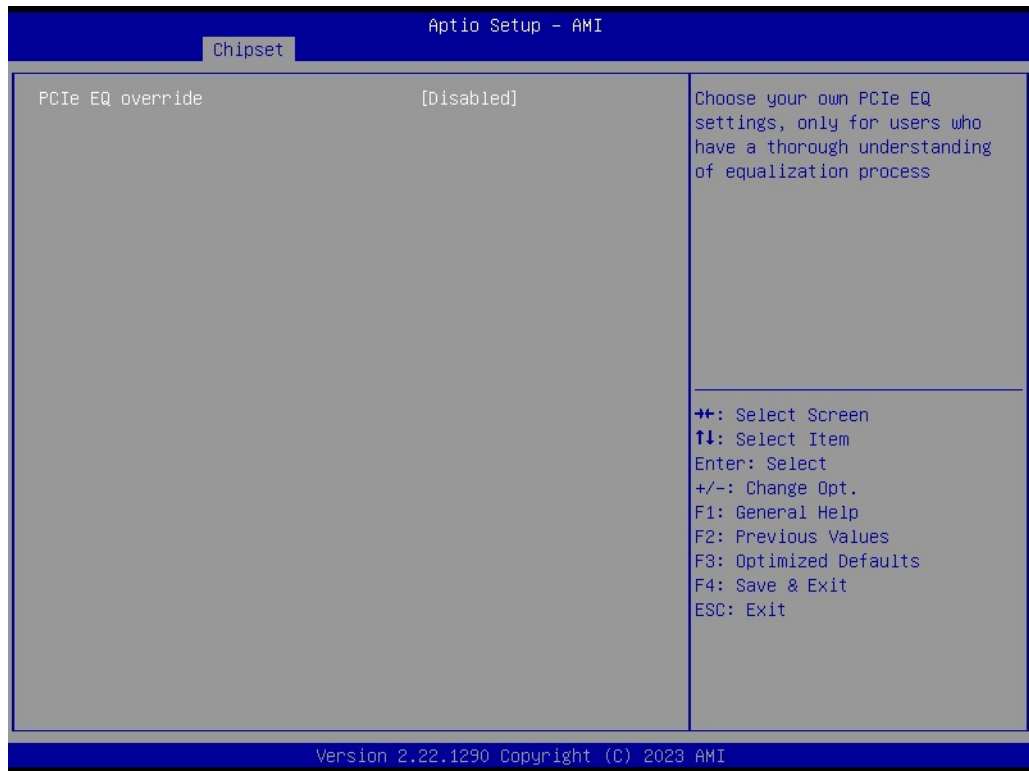 Aptio Setup – AMI
Chipset
PCIe EQ override [Disabled]
Choose your own PCIe EQ
settings, only for users who
have a thorough understanding
of equalization process
→←: Select Screen
↑↓: Select Item
Enter: Select
+/-: Change Opt.
F1: General Help
F2: Previous Values
F3: Optimized Defaults
F4: Save & Exit
ESC: Exit
Version 2.22.1290 Copyright (C) 2023 AMI